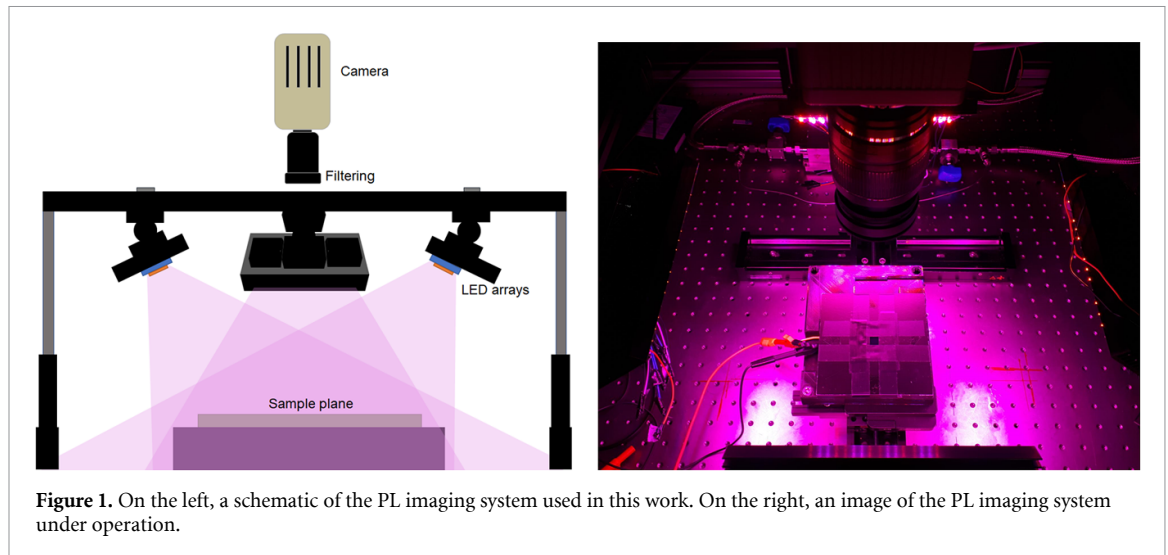 Camera
Filtering
LED arrays
Sample plane
Figure 1. On the left, a schematic of the PL imaging system used in this work. On the right, an image of the PL imaging system
under operation.